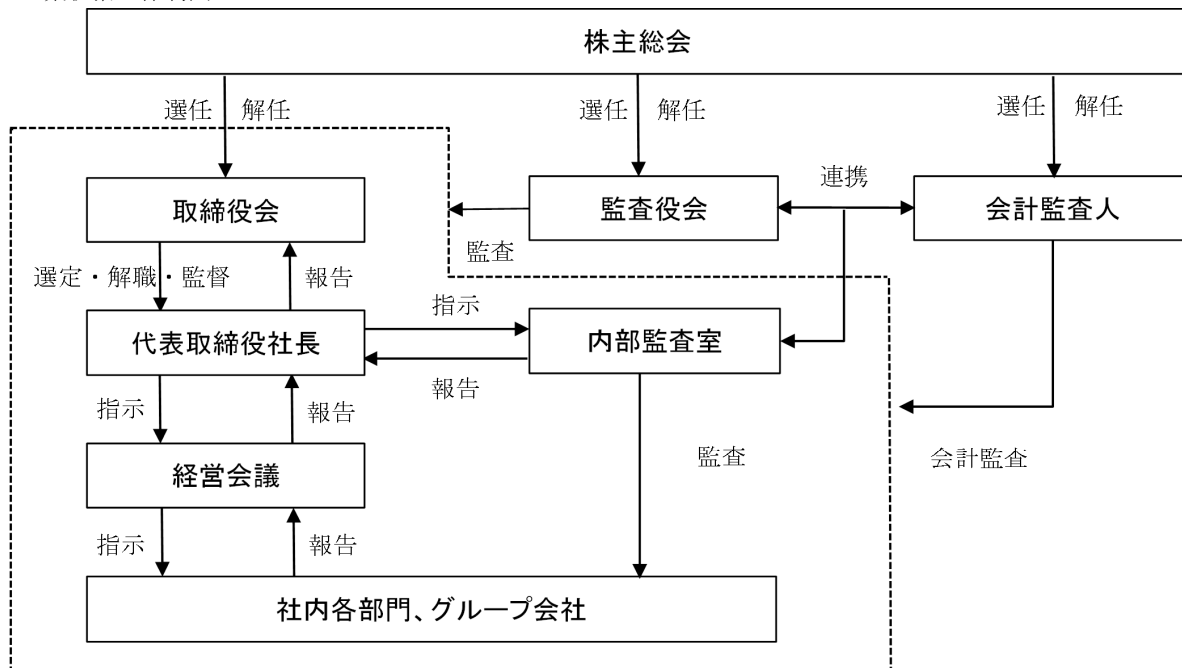 株主総会
選任 解任
選任 解任
選任 解任
連携
取締役会
監査役会
会計監査人
監査
選定・解職・監督
報告
指示
代表取締役社長
内部監査室
報告
指示
報告
監査
会計監査
経営会議
指示
報告
社内各部門、グループ会社